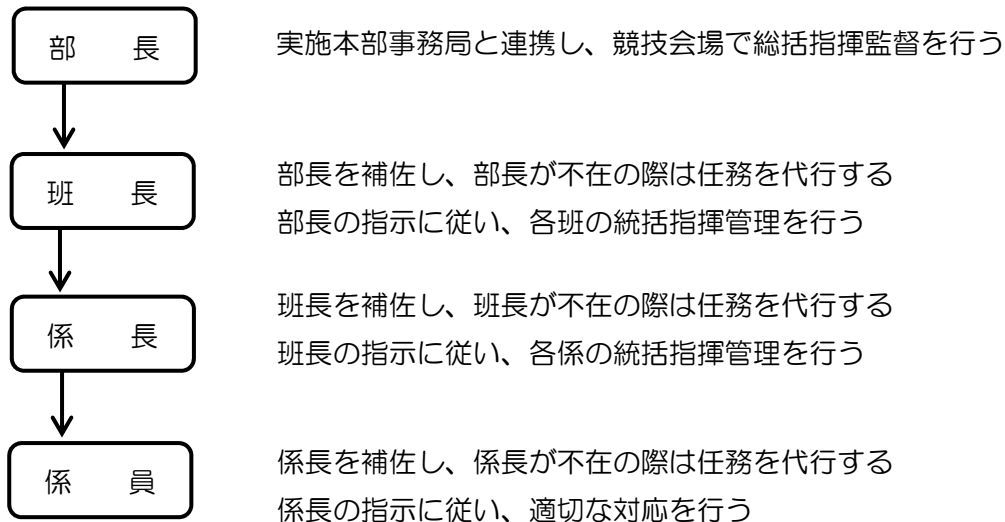 部　長
実施本部事務局と連携し、競技会場で総括指揮監督を行う
班　長
部長を補佐し、部長が不在の際は任務を代行する
部長の指示に従い、各班の統括指揮管理を行う
係　長
班長を補佐し、班長が不在の際は任務を代行する
班長の指示に従い、各係の統括指揮管理を行う
係　員
係長を補佐し、係長が不在の際は任務を代行する
係長の指示に従い、適切な対応を行う